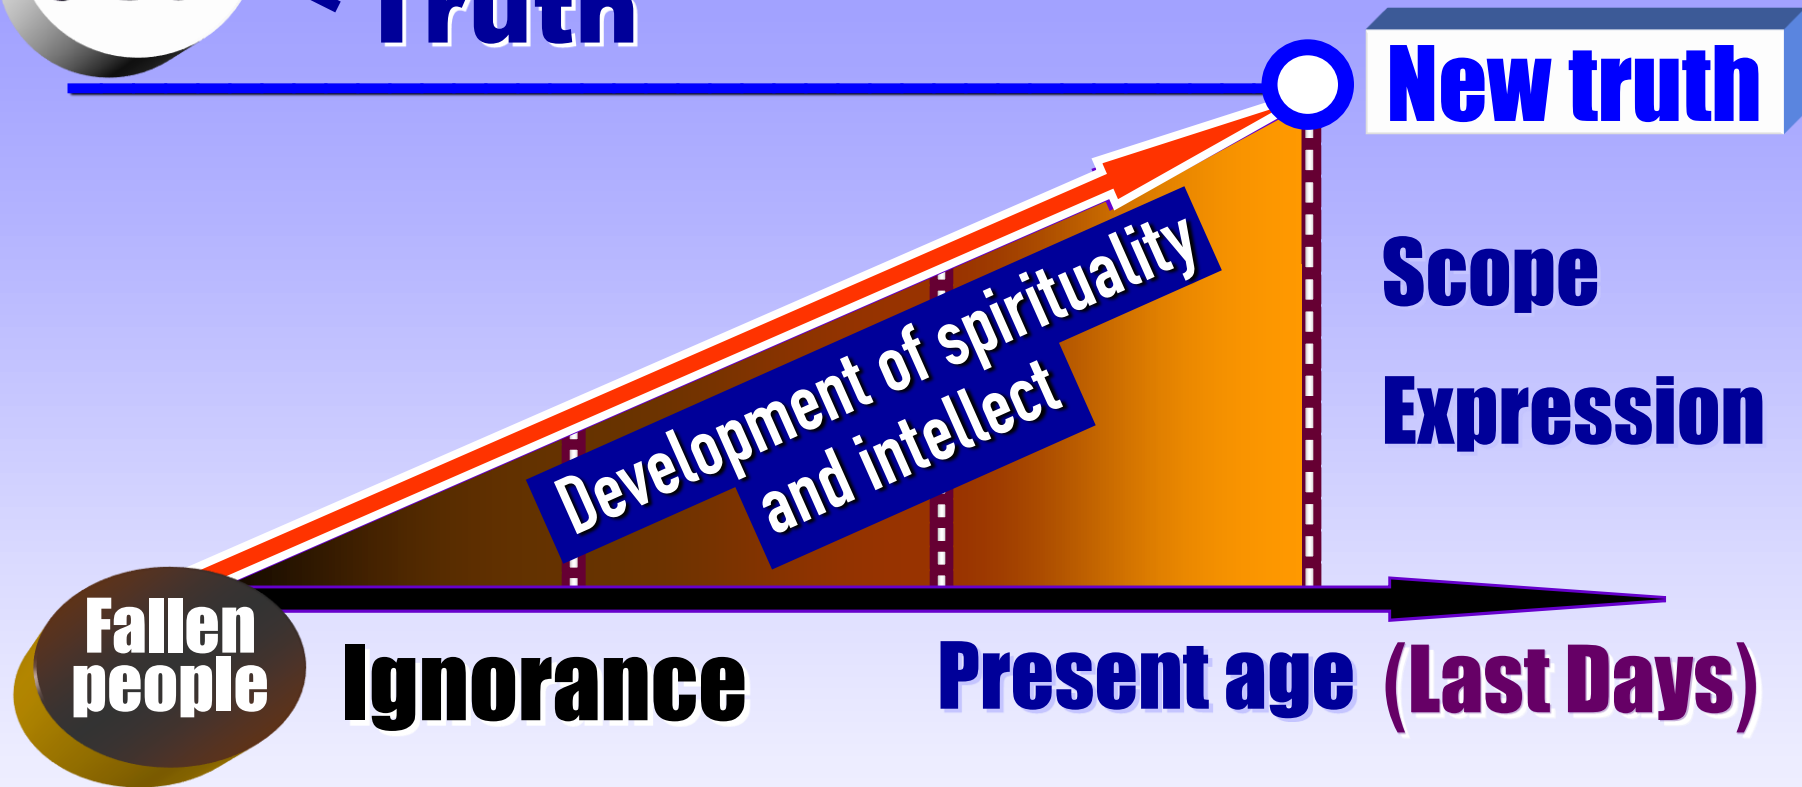 Truth
New truth
Scope
Expression
Development of spirituality
and intellect
Fallen
people
Ignorance
Present age (Last Days)